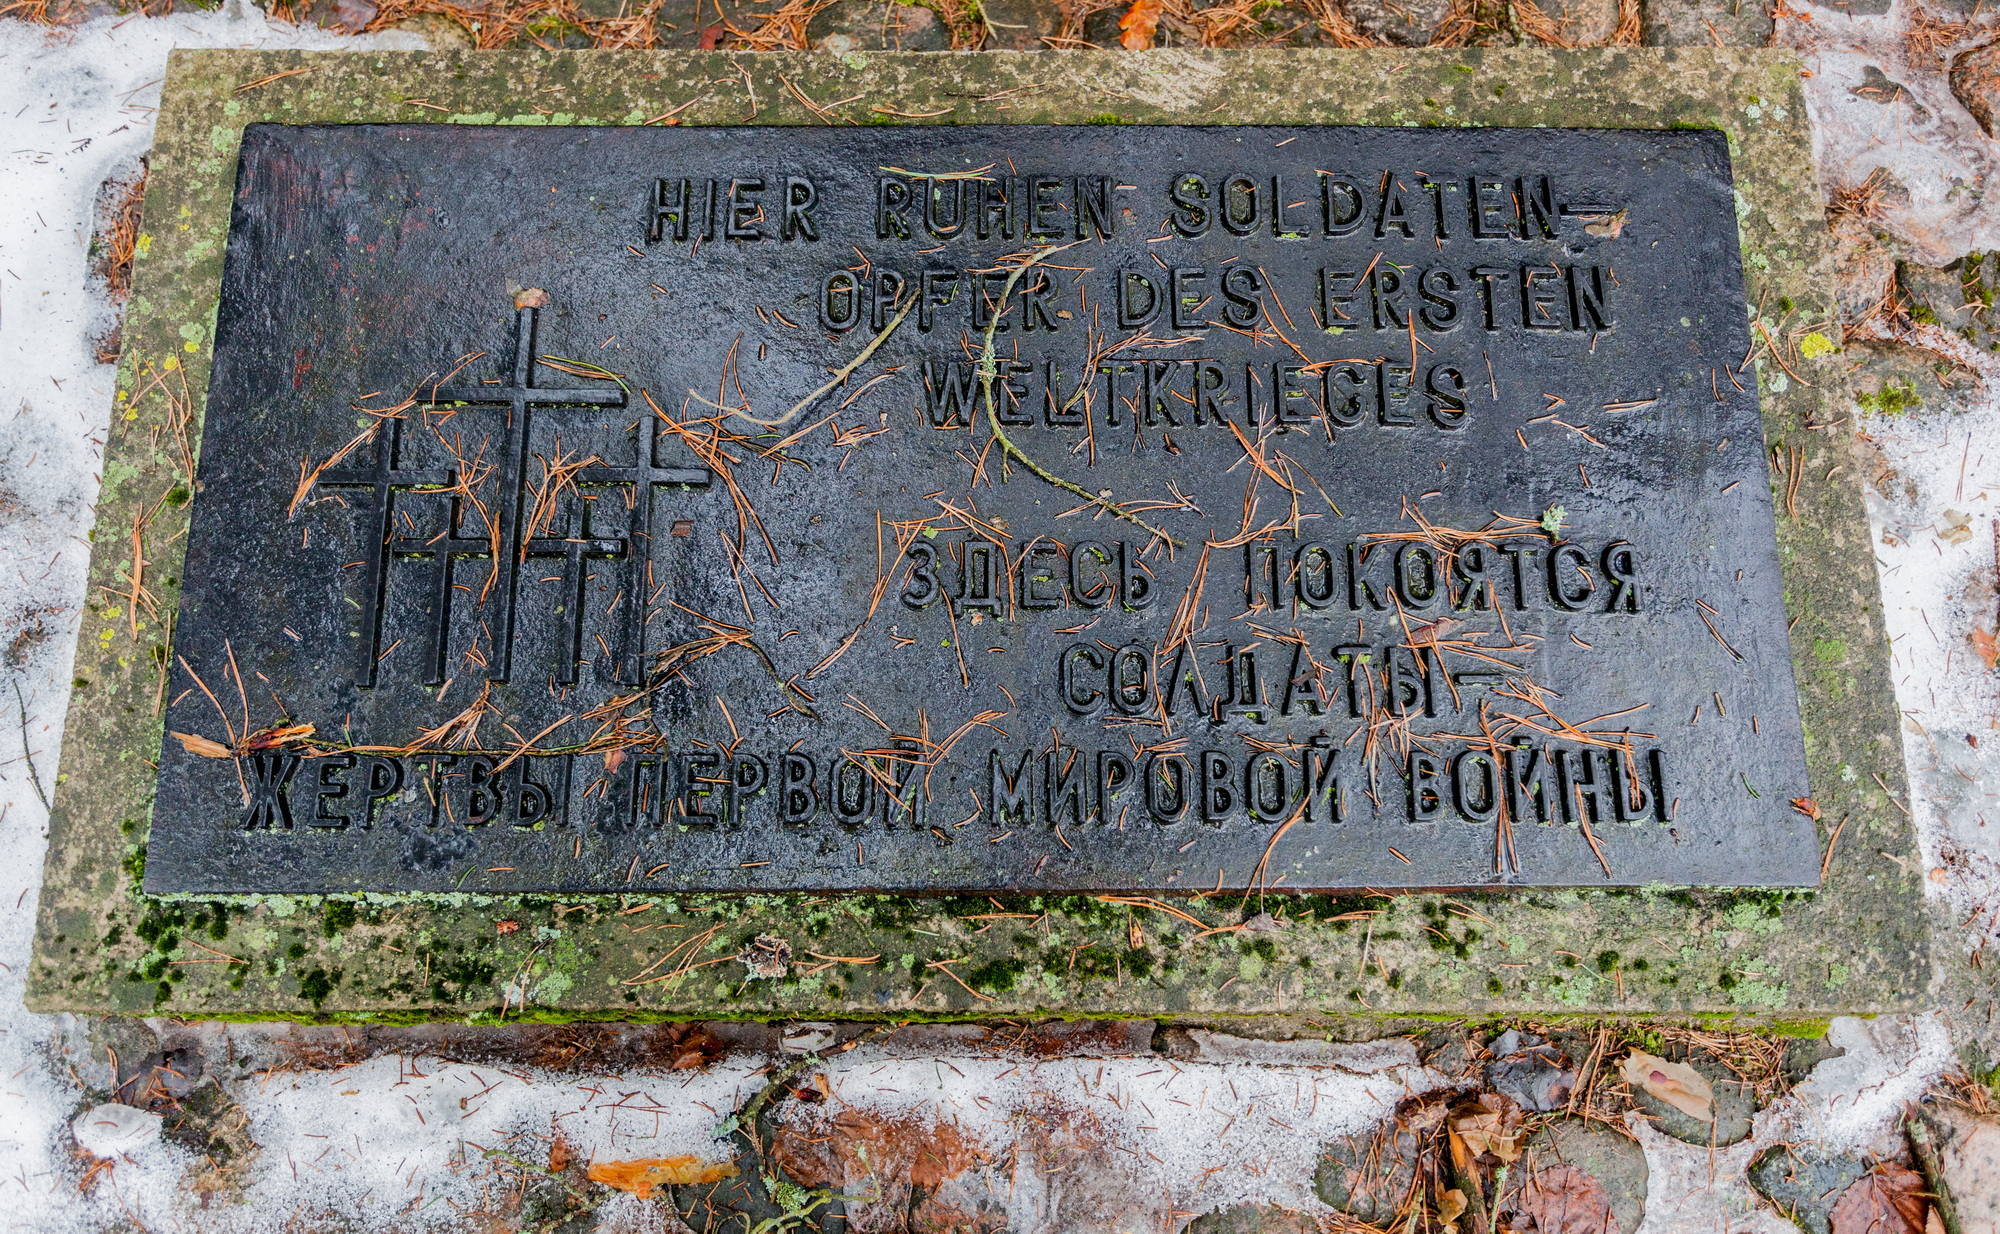 HIER RUHEN SOLDATEN–
OPFER DES ERSTEN
WELTKRIEGES
ЗДЕСЬ ПОКОЯТСЯ
СОЛДАТЫ–
ЖЕРТВЫ ПЕРВОЙ МИРОВОЙ ВОЙНЫ